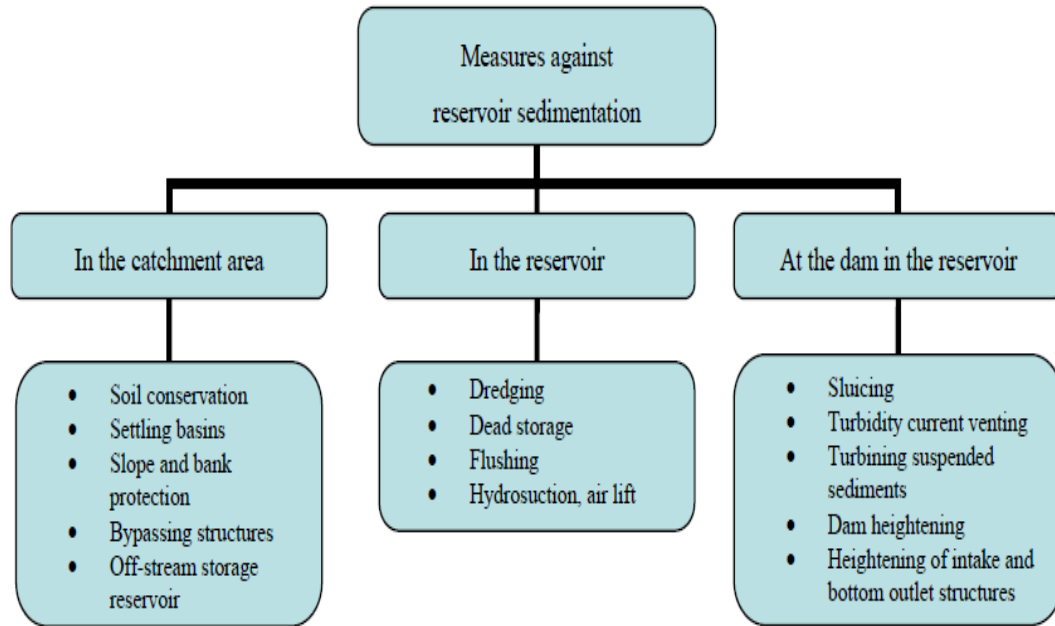 Measures against
reservoir sedimentation
In the catchment area
In the reservoir
At the dam in the reservoir
• Soil conservation
• Settling basins
• Slope and bank
protection
• Bypassing structures
• Off-stream storage
reservoir
• Dredging
• Dead storage
• Flushing
• Hydrosuction, air lift
• Sluicing
• Turbidity current venting
• Turbining suspended
sediments
• Dam heightening
• Heightening of intake and
bottom outlet structures